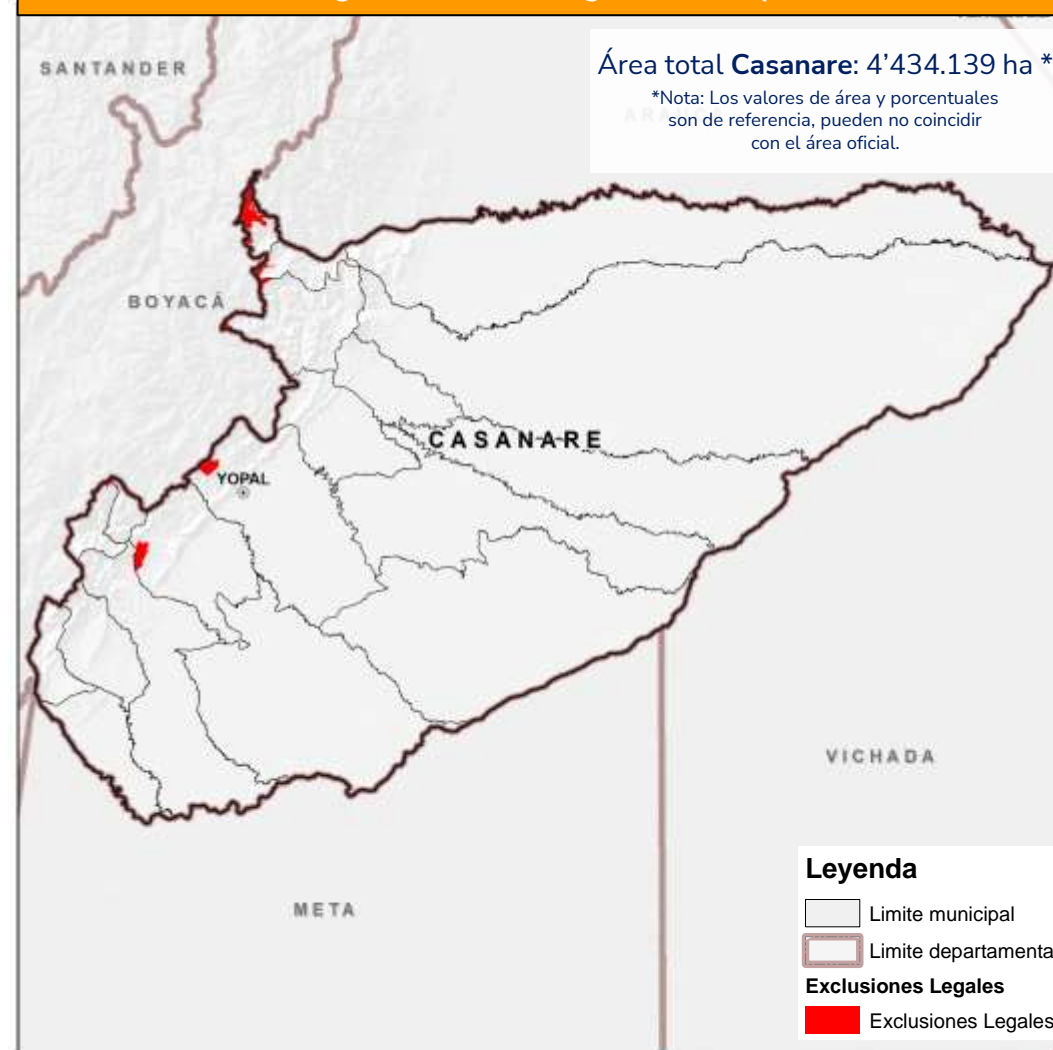 SANTANDER
Área total Casanare: 4’434.139 ha *
*Nota: Los valores de área y porcentuales
son de referencia, pueden no coincidir
con el área oficial.
BOYACÁ
CASANARE
YOPAL
VICHADA
META
Leyenda
Limite municipal
Limite departamenta
Exclusiones Legales
Exclusiones Legales